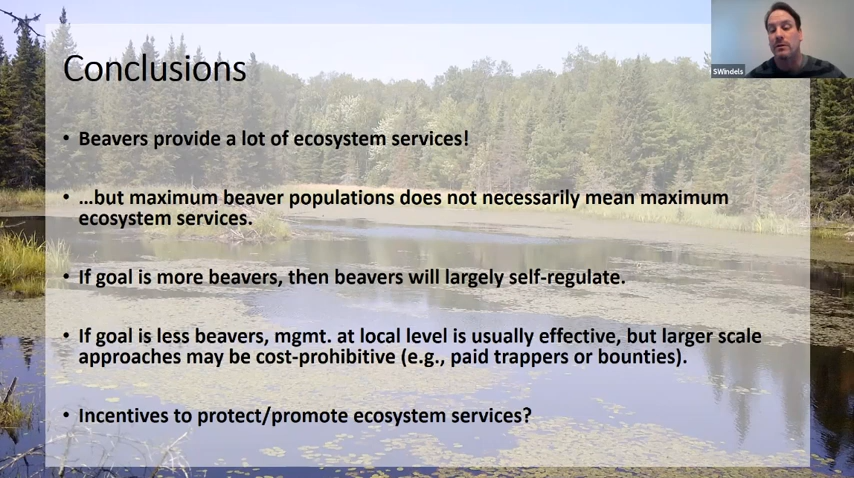 SWindels
Conclusions
• Beavers provide a lot of ecosystem services!
• …but maximum beaver populations does not necessarily mean maximum
ecosystem services.
• If goal is more beavers, then beavers will largely self-regulate.
• If goal is less beavers, mgmt. at local level is usually effective, but larger scale
approaches may be cost-prohibitive (e.g., paid trappers or bounties).
• Incentives to protect/promote ecosystem services?